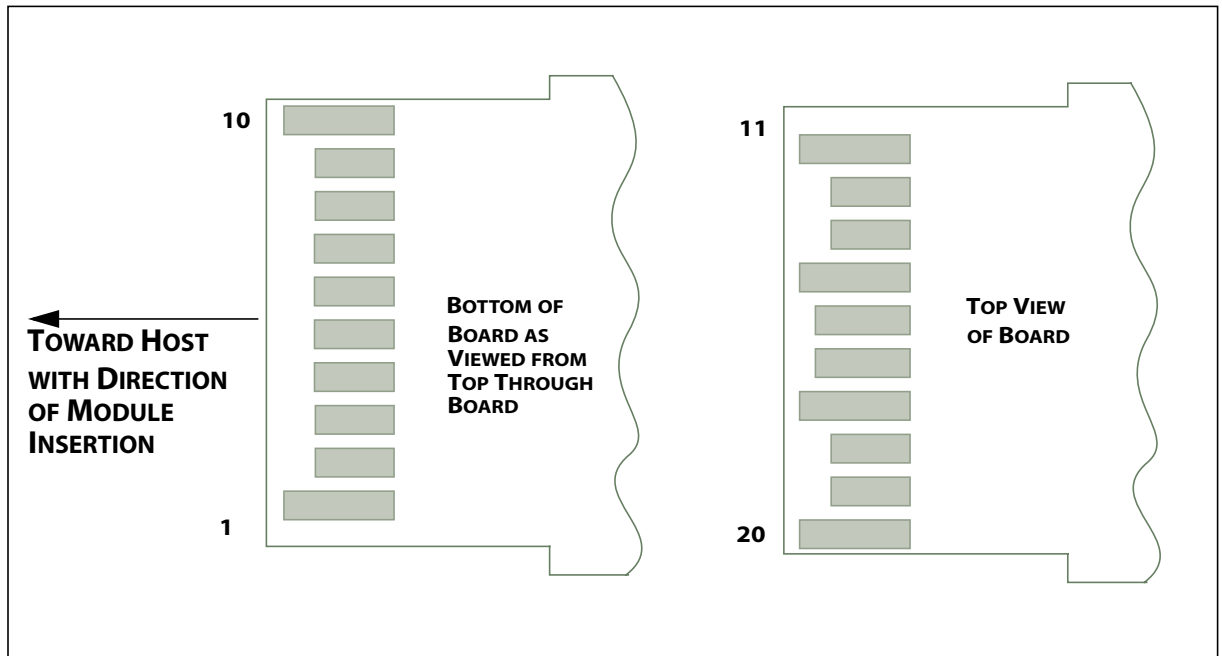 10
1
TOWARD HOST
WITH DIRECTION
OF MODULE
INSERTION
BOTTOM OF
BOARD AS
VIEWED FROM
TOP THROUGH
BOARD
11
20
TOP VIEW
OF BOARD